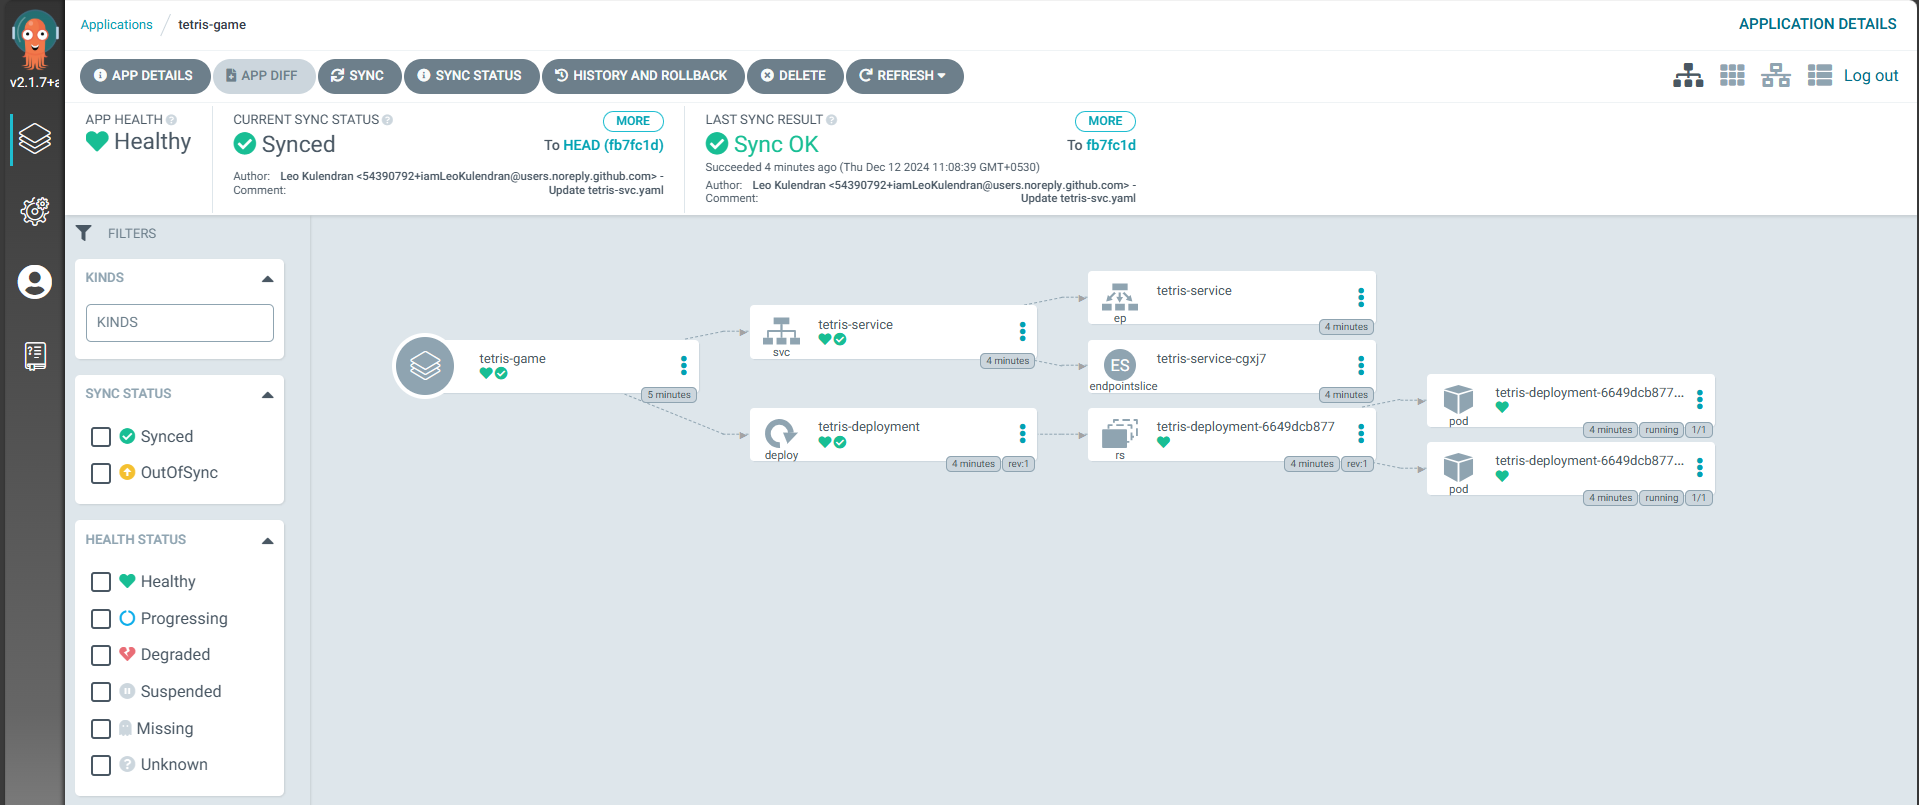 Applications / tetris-game
APPLICATION DETAILS
v2.1.7+a
APP DETAILS
APP DIFF
SYNC
SYNC STATUS
HISTORY AND ROLLBACK
DELETE
REFRESH
Log out
APP HEALTH
Healthy
CURRENT SYNC STATUS
MORE
Synced
To HEAD (fb7fc1d)
Author: Leo Kulendran <54390792+iamLeoKulendran@users.noreply.github.com> -
Comment: Update tetris-svc.yaml
LAST SYNC RESULT
MORE
Sync OK
To fb7fc1d
Succeeded 4 minutes ago (Thu Dec 12 2024 11:08:39 GMT+0530)
Author: Leo Kulendran <54390792+iamLeoKulendran@users.noreply.github.com> -
Comment: Update tetris-svc.yaml
FILTERS
KINDS
KINDS
SYNC STATUS
Synced
OutOfSync
HEALTH STATUS
Healthy
Progressing
Degraded
Suspended
Missing
Unknown
tetris-game
5 minutes
tetris-service
svc
4 minutes
tetris-deployment
deploy
4 minutes
rev:1
tetris-service
ep
4 minutes
ES
tetris-service-cgxj7
endpointslice
4 minutes
tetris-deployment-6649dcb877
rs
4 minutes
rev:1
tetris-deployment-6649dcb877...
pod
4 minutes
running
1/1
tetris-deployment-6649dcb877...
pod
4 minutes
running
1/1